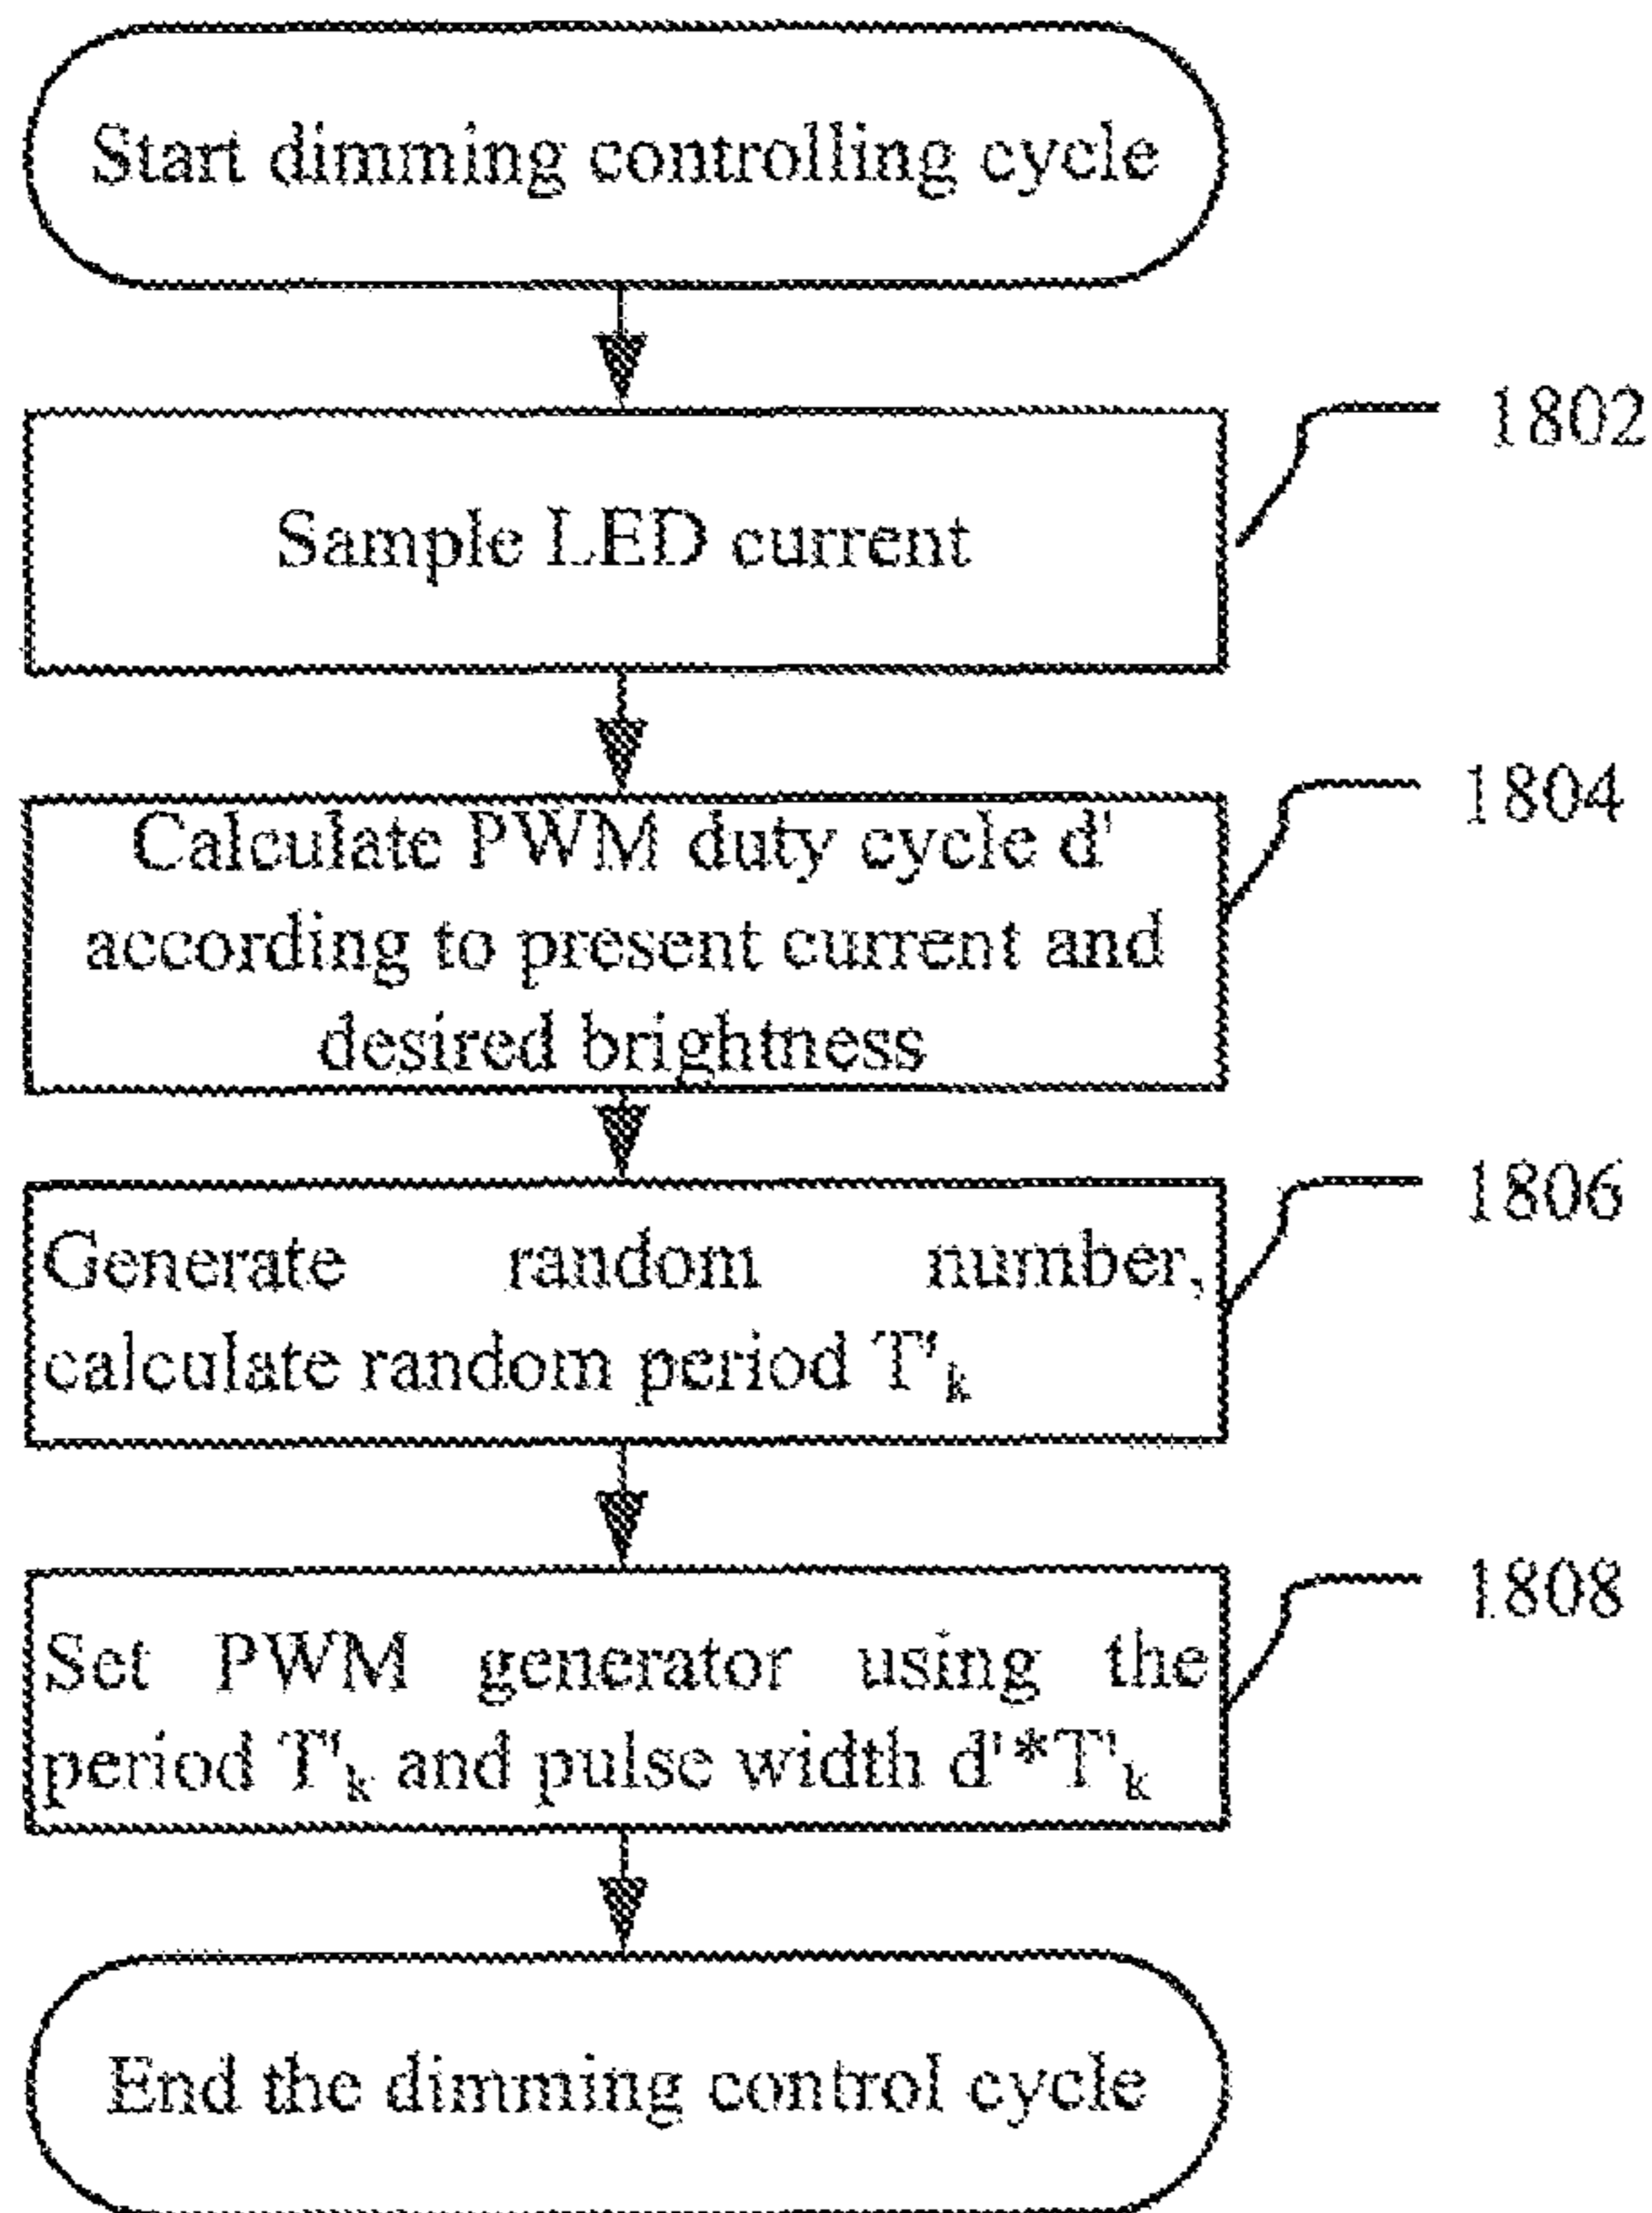 Start dimming controlling cycle
1802
Sample LED current
1804
Calculate PWM duty cycle d'
according to present current and
desired brightness
1806
Generate random number,
calculate random period T'k
1808
Set PWM generator using the
period T'k and pulse width d'*T'k
End the dimming control cycle